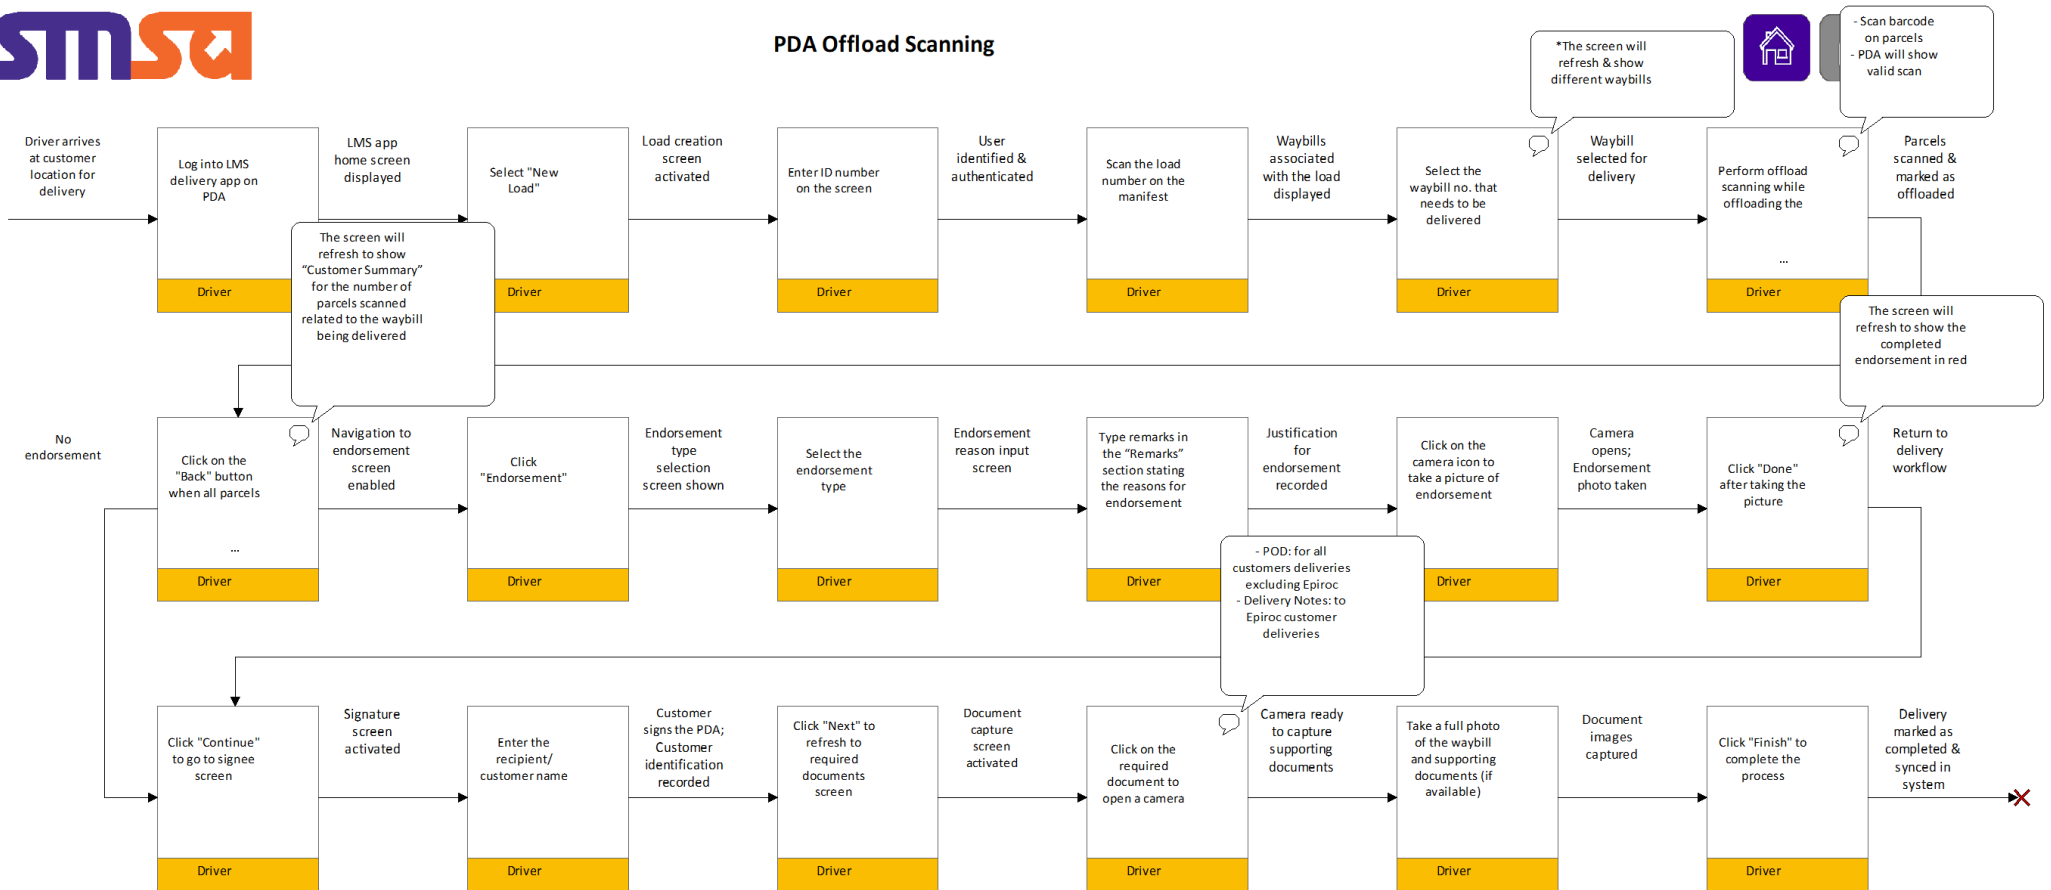 smsa
PDA Offload Scanning
*The screen will
refresh & show
different waybills
- Scan barcode
on parcels
- PDA will show
valid scan
Driver arrives
at customer
location for
delivery
Log into LMS
delivery app on
PDA
Driver
LMS app
home screen
displayed
Select "New
Load"
Driver
Load creation
screen
activated
Enter ID number
on the screen
Driver
User
identified &
authenticated
Scan the load
number on the
manifest
Driver
Waybills
associated
with the load
displayed
Select the
waybill no. that
needs to be
delivered
Driver
Waybill
selected for
delivery
Perform offload
scanning while
offloading the
...
Driver
Parcels
scanned &
marked as
offloaded
The screen will
refresh to show
“Customer Summary”
for the number of
parcels scanned
related to the waybill
being delivered
The screen will
refresh to show the
completed
endorsement in red
No
endorsement
Click on the
"Back" button
when all parcels
...
Driver
Navigation to
endorsement
screen
enabled
Click
"Endorsement"
Driver
Endorsement
type
selection
screen shown
Select the
endorsement
type
Driver
Endorsement
reason input
screen
Type remarks in
the “Remarks”
section stating
the reasons for
endorsement
Driver
Justification
for
endorsement
recorded
Click on the
camera icon to
take a picture of
endorsement
Driver
Camera
opens;
Endorsement
photo taken
Click "Done"
after taking the
picture
Driver
Return to
delivery
workflow
- POD: for all
customers deliveries
excluding Epiroc
- Delivery Notes: to
Epiroc customer
deliveries
Click "Continue"
to go to signee
screen
Driver
Signature
screen
activated
Enter the
recipient/
customer name
Driver
Customer
signs the PDA;
Customer
identification
recorded
Click "Next" to
refresh to
required
documents
screen
Driver
Document
capture
screen
activated
Click on the
required
document to
open a camera
Driver
Camera ready
to capture
supporting
documents
Take a full photo
of the waybill
and supporting
documents (if
available)
Driver
Document
images
captured
Click "Finish" to
complete the
process
Driver
Delivery
marked as
completed &
synced in
system